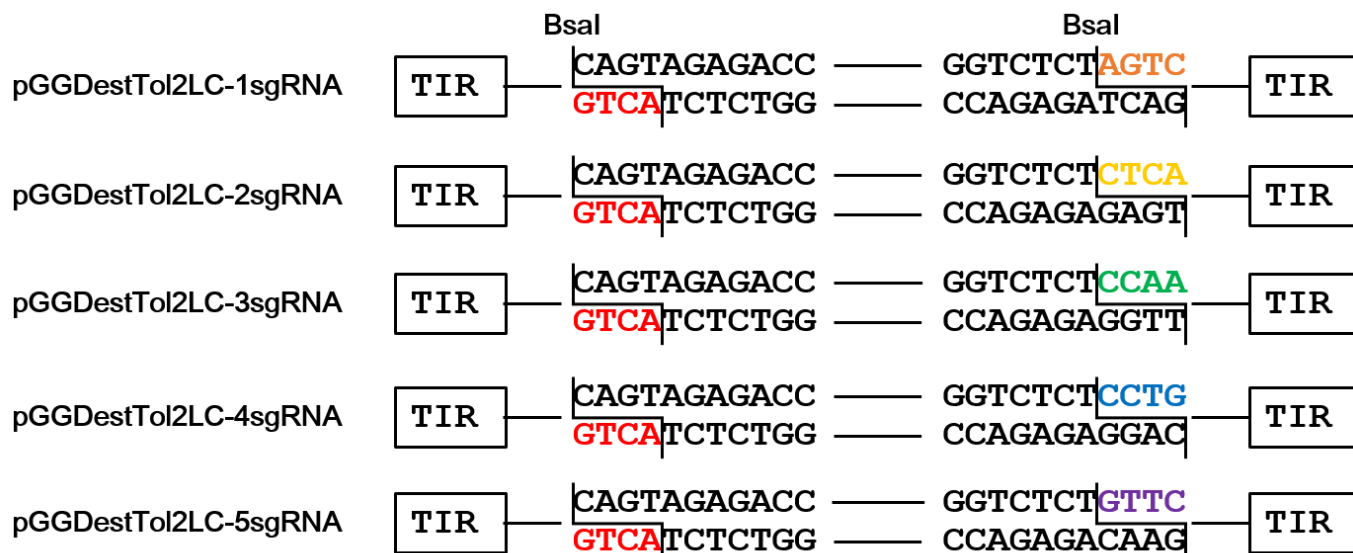 BsaI BsaI
pGGDestTol2LC-1sgRNA TIR CAGTAGAGACC GGTCTCTAGTC TIR
GTCATCTCTGG CCAGAGATCAG
pGGDestTol2LC-2sgRNA TIR CAGTAGAGACC GGTCTCTCTCA TIR
GTCATCTCTGG CCAGAGAGAGT
pGGDestTol2LC-3sgRNA TIR CAGTAGAGACC GGTCTCTCCAA TIR
GTCATCTCTGG CCAGAGAGGTT
pGGDestTol2LC-4sgRNA TIR CAGTAGAGACC GGTCTCTCCTG TIR
GTCATCTCTGG CCAGAGAGGAC
pGGDestTol2LC-5sgRNA TIR CAGTAGAGACC GGTCTCTGTTC TIR
GTCATCTCTGG CCAGAGACAAG